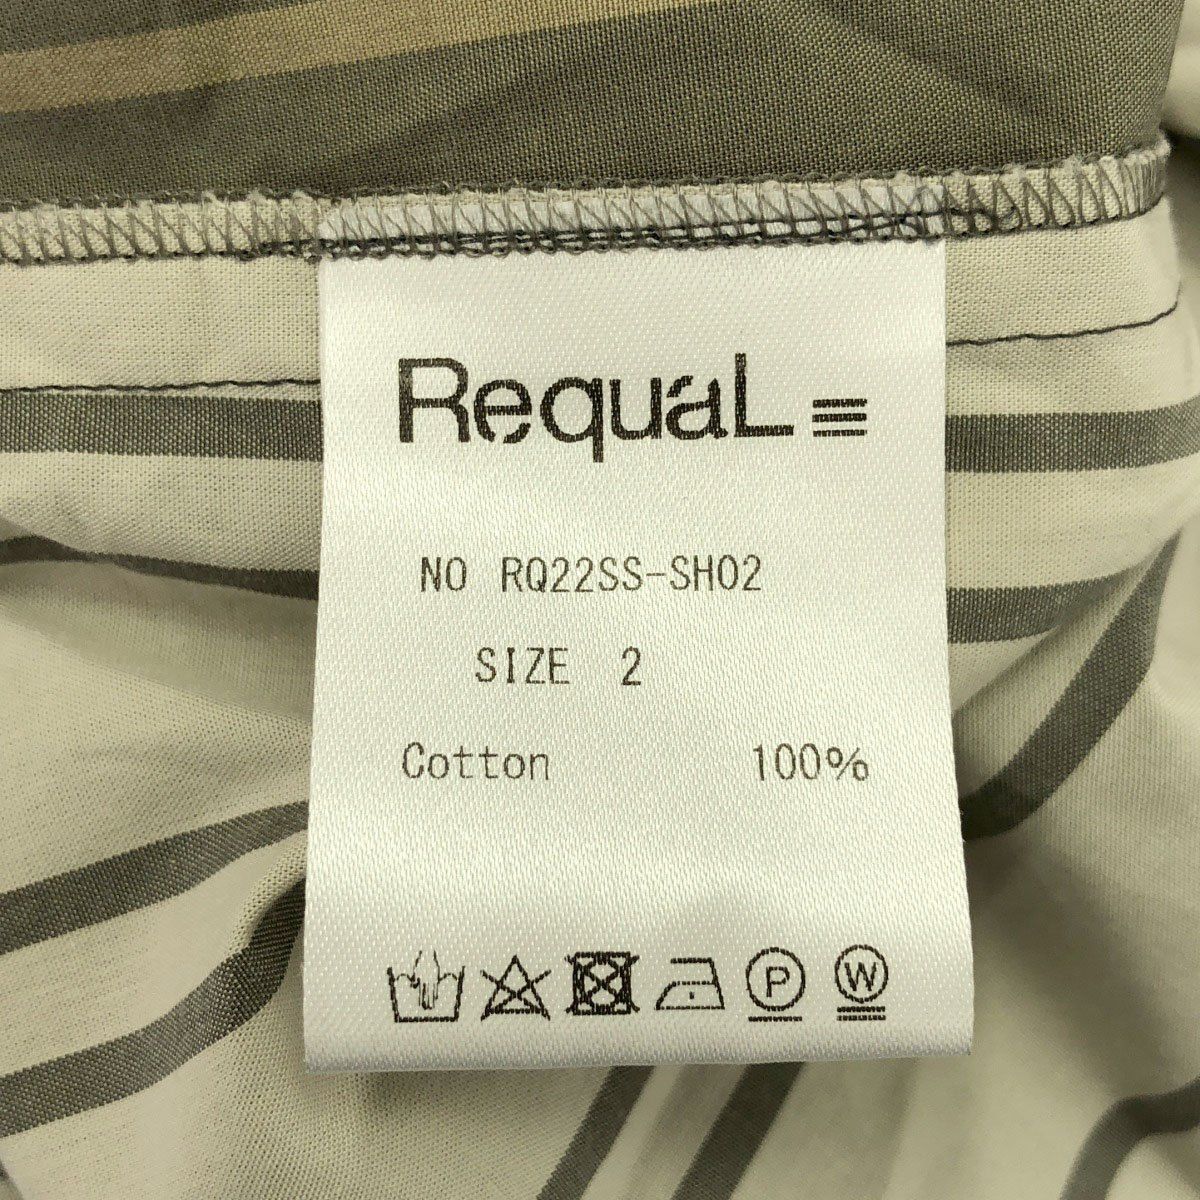 RequaL≡
NO RQ22SS-SH02
SIZE 2
Cotton 100%
P W